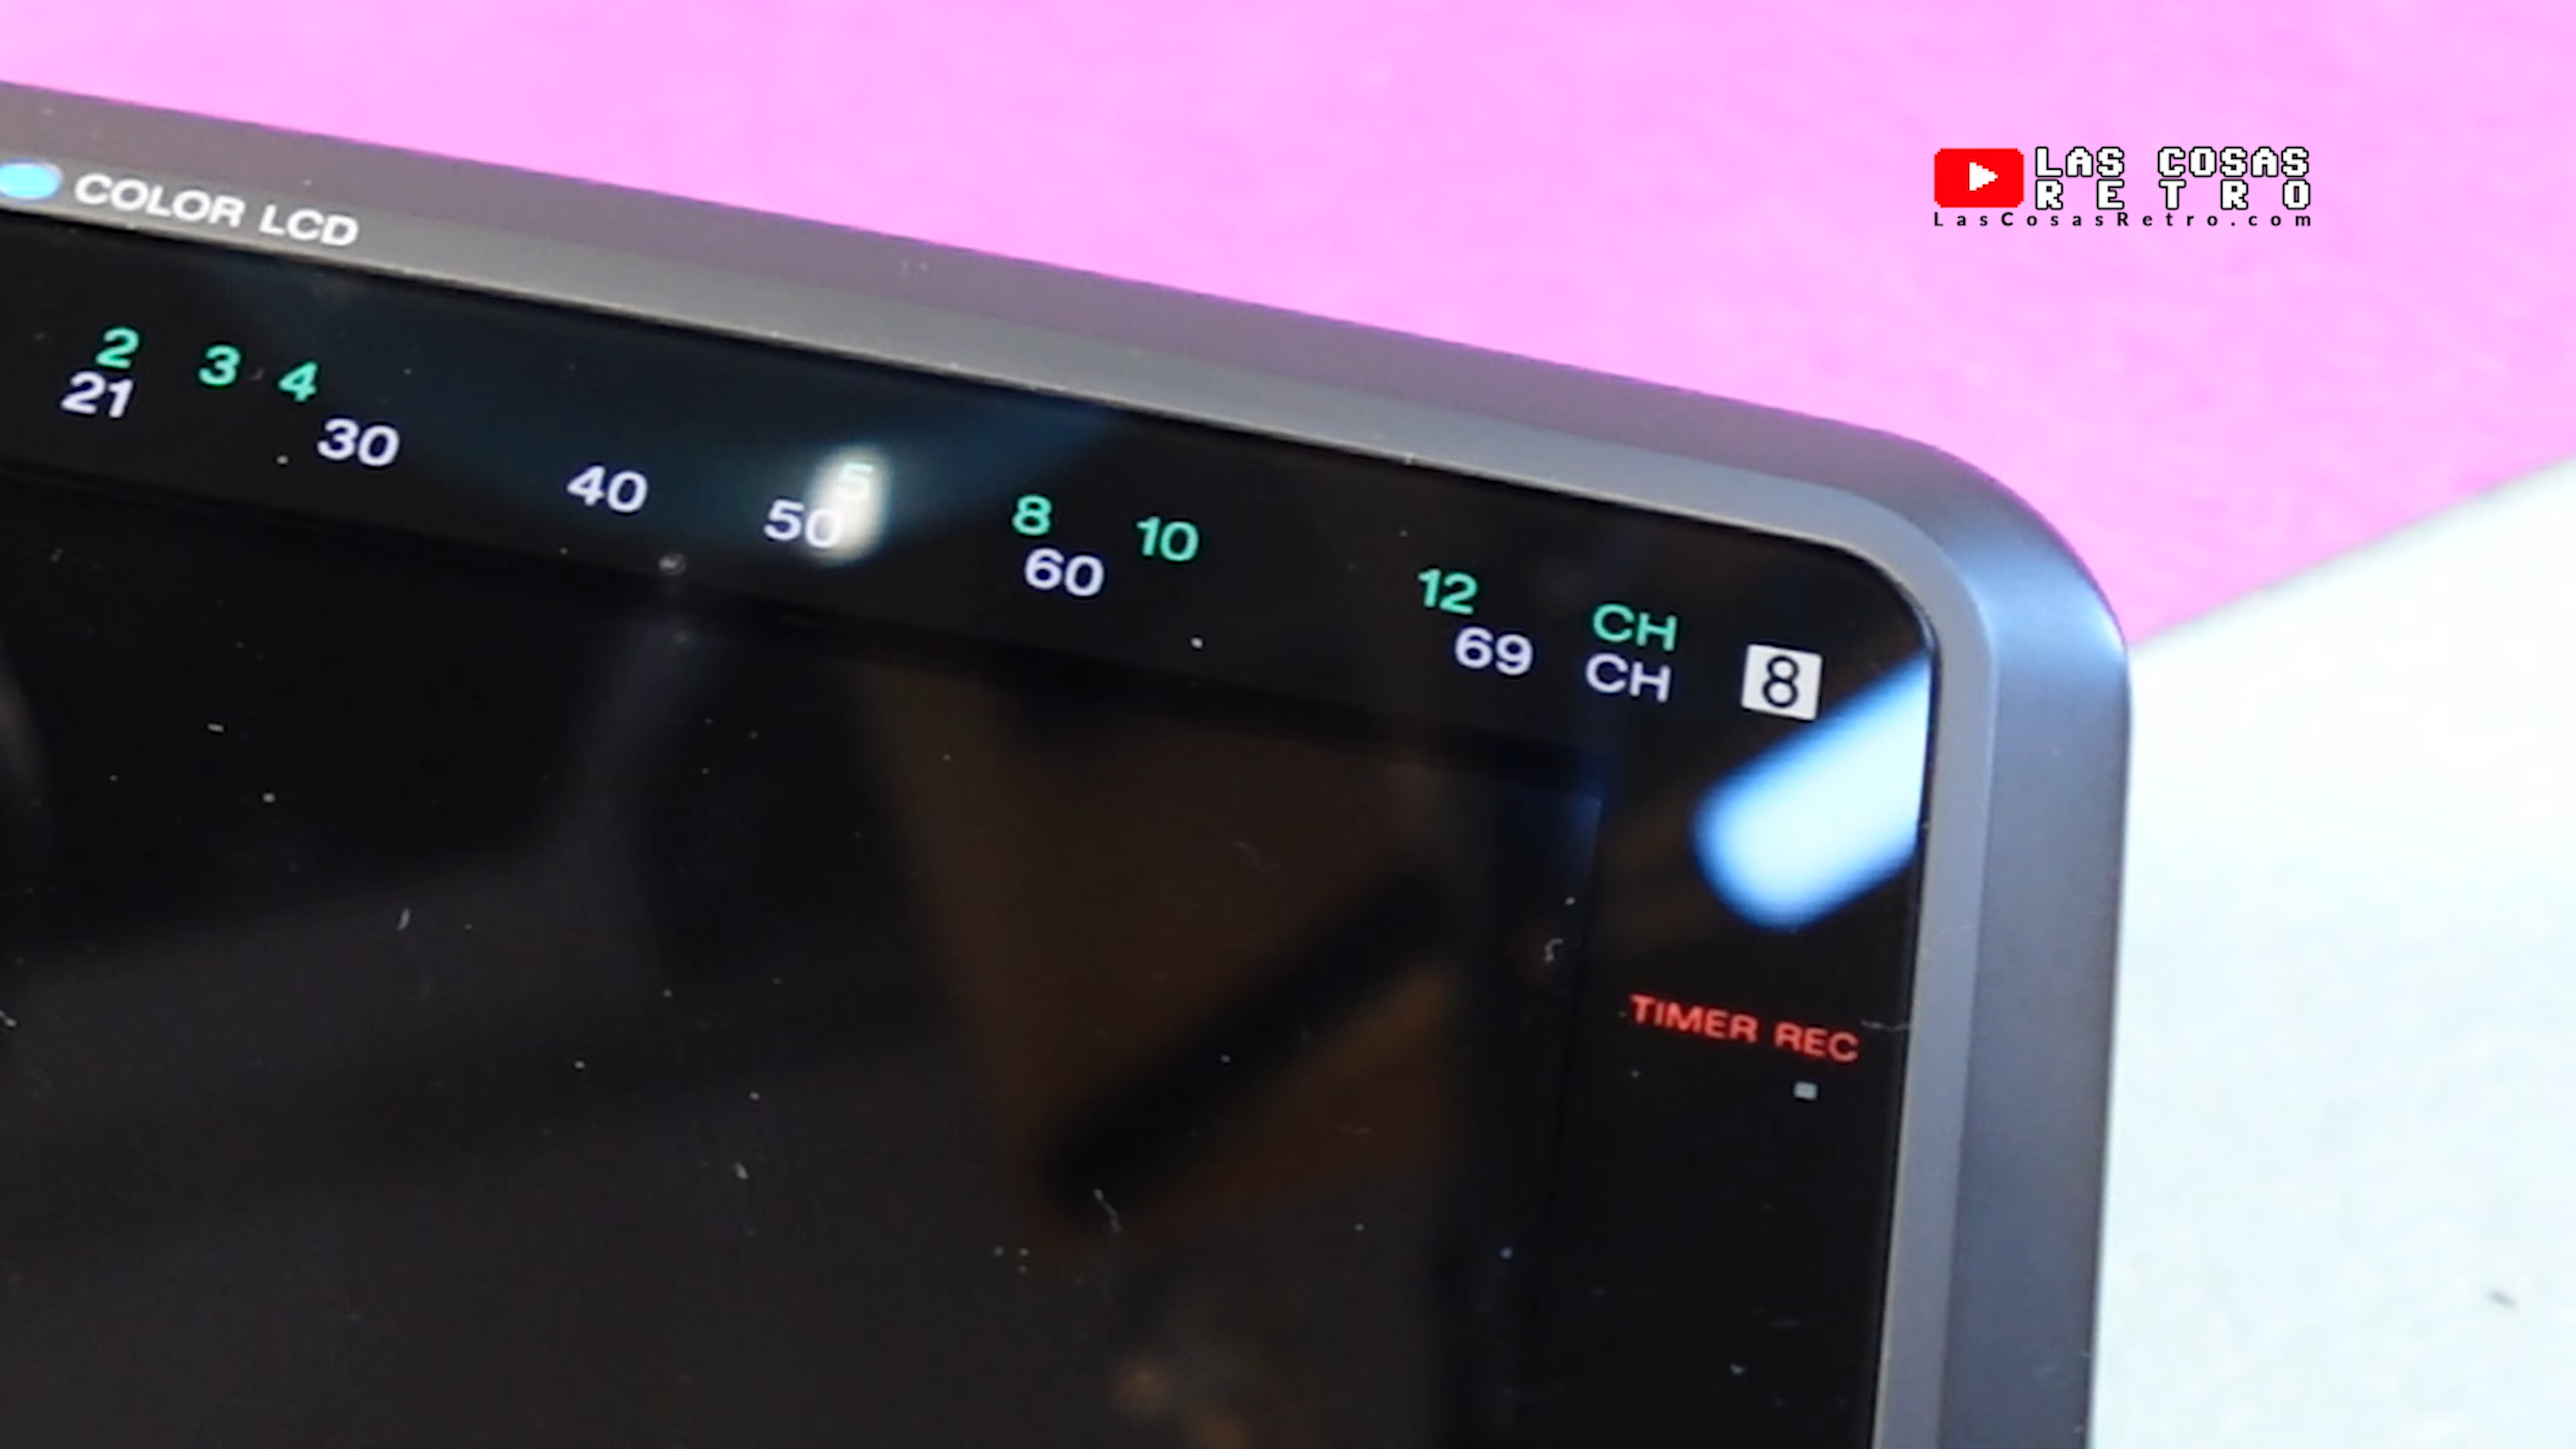 LAS COSAS
RETRO
LasCosasRetro.com
COLOR LCD
2 3 4 5 8 10 12 CH
21 30 40 50 60 69 CH
8
TIMER REC